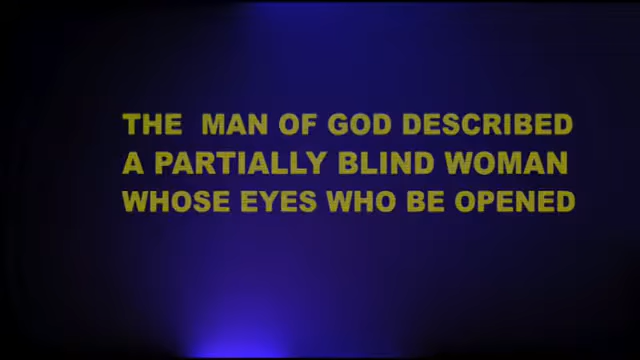 THE MAN OF GOD DESCRIBED
A PARTIALLY BLIND WOMAN
WHOSE EYES WHO BE OPENED